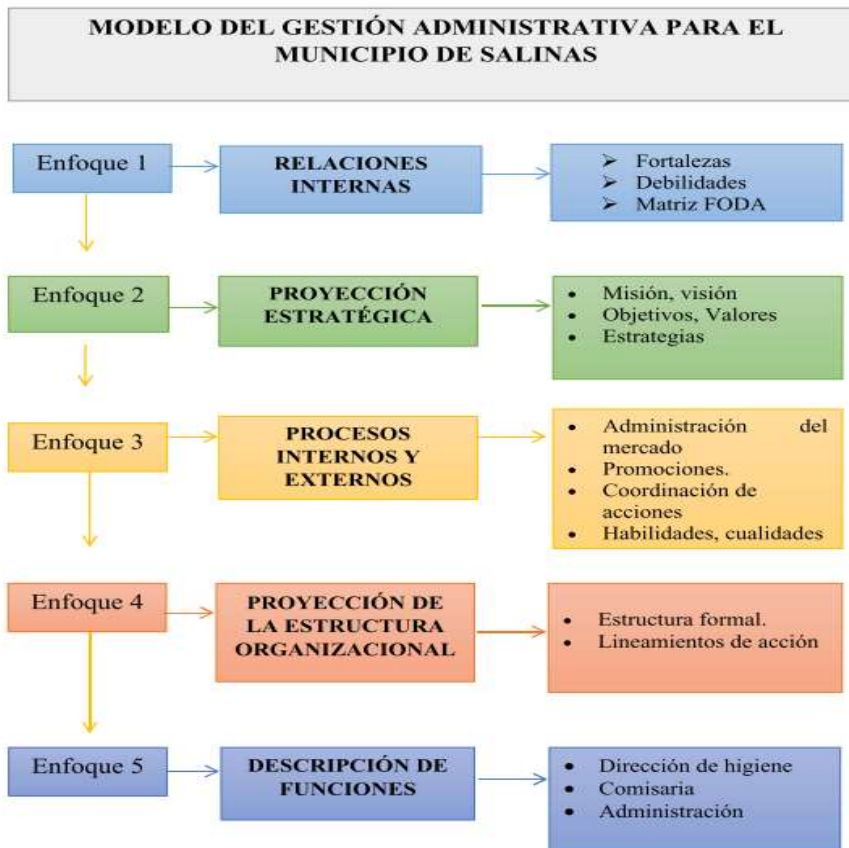 MODELO DEL GESTIÓN ADMINISTRATIVA PARA EL
MUNICIPIO DE SALINAS
Enfoque 1
RELACIONES
INTERNAS
➢ Fortalezas
➢ Debilidades
➢ Matriz FODA
Enfoque 2
PROYECCIÓN
ESTRATÉGICA
• Misión, visión
• Objetivos, Valores
• Estrategias
Enfoque 3
PROCESOS
INTERNOS Y
EXTERNOS
• Administración del
mercado
• Promociones.
• Coordinación de
acciones
• Habilidades, cualidades
Enfoque 4
PROYECCIÓN DE
LA ESTRUCTURA
ORGANIZACIONAL
• Estructura formal.
• Lineamientos de acción
Enfoque 5
DESCRIPCIÓN DE
FUNCIONES
• Dirección de higiene
• Comisaria
• Administración